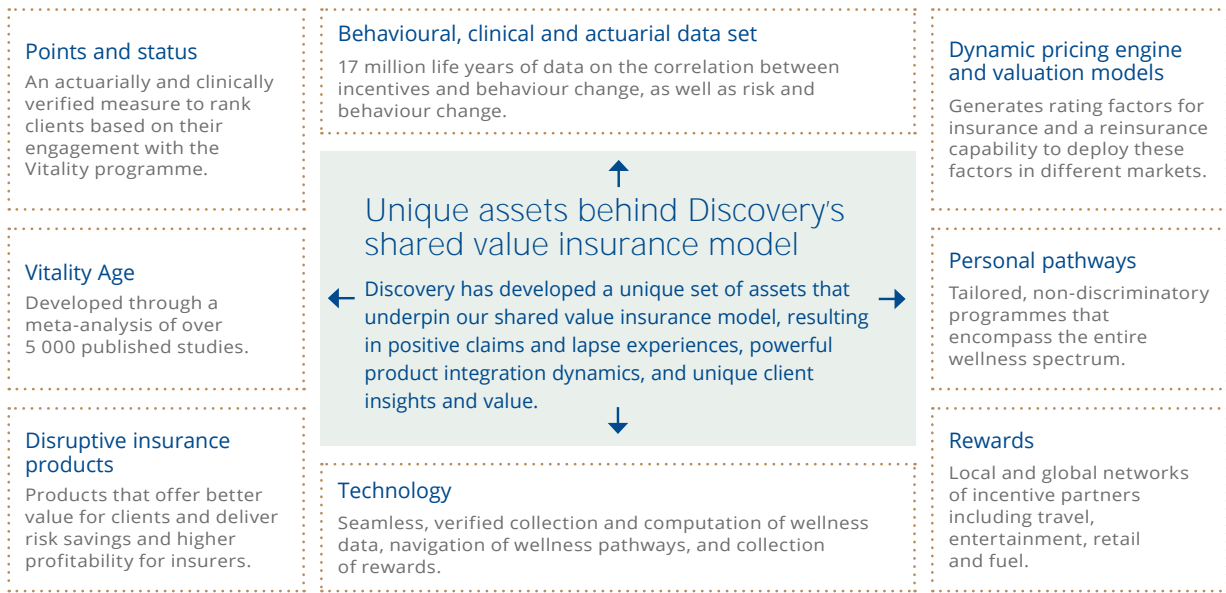 Points and status
An actuarially and clinically
verified measure to rank
clients based on their
engagement with the
Vitality programme.
Behavioural, clinical and actuarial data set
17 million life years of data on the correlation between
incentives and behaviour change, as well as risk and
behaviour change.
Dynamic pricing engine
and valuation models
Generates rating factors for
insurance and a reinsurance
capability to deploy these
factors in different markets.
Unique assets behind Discovery's
shared value insurance model
Discovery has developed a unique set of assets that
underpin our shared value insurance model, resulting
in positive claims and lapse experiences, powerful
product integration dynamics, and unique client
insights and value.
Vitality Age
Developed through a
meta-analysis of over
5 000 published studies.
Personal pathways
Tailored, non-discriminatory
programmes that
encompass the entire
wellness spectrum.
Disruptive insurance
products
Products that offer better
value for clients and deliver
risk savings and higher
profitability for insurers.
Technology
Seamless, verified collection and computation of wellness
data, navigation of wellness pathways, and collection
of rewards.
Rewards
Local and global networks
of incentive partners
including travel,
entertainment, retail
and fuel.